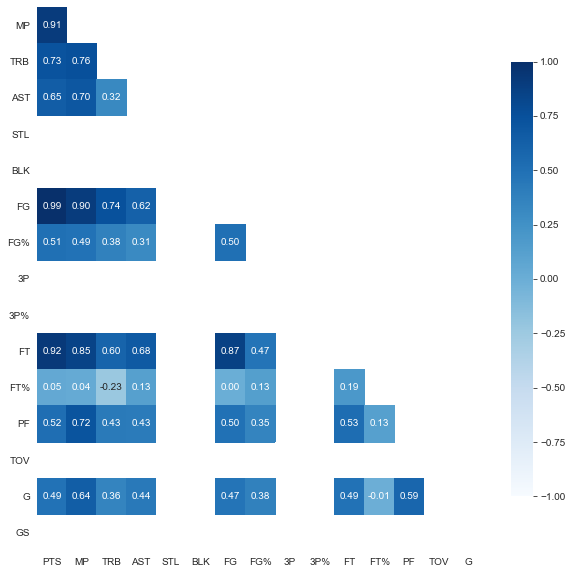 MP 0.91
TRB 0.73 0.76
AST 0.65 0.70 0.32
STL
BLK
FG 0.99 0.90 0.74 0.62
FG% 0.51 0.49 0.38 0.31 0.50
3P
3P%
FT 0.92 0.85 0.60 0.68 0.87 0.47
FT% 0.05 0.04 -0.23 0.13 0.00 0.13 0.19
PF 0.52 0.72 0.43 0.43 0.50 0.35 0.53 0.13
TOV
G 0.49 0.64 0.36 0.44 0.47 0.38 0.49 -0.01 0.59
GS
PTS MP TRB AST STL BLK FG FG% 3P 3P% FT FT% PF TOV G
1.00
0.75
0.50
0.25
0.00
−0.25
−0.50
−0.75
−1.00